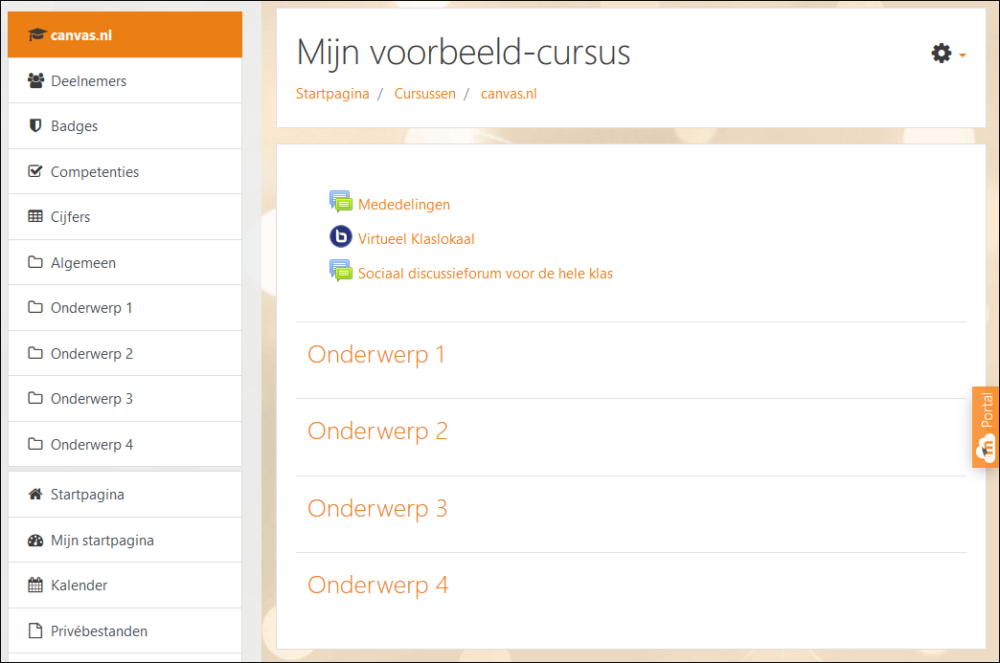 canvas.nl
Deelnemers
Badges
Competenties
Cijfers
Algemeen
Onderwerp 1
Onderwerp 2
Onderwerp 3
Onderwerp 4
Startpagina
Mijn startpagina
Kalender
Privébestanden
Mijn voorbeeld-cursus
Startpagina / Cursussen / canvas.nl
Mededelingen
Virtueel Klaslokaal
Sociaal discussieforum voor de hele klas
Onderwerp 1
Onderwerp 2
Onderwerp 3
Onderwerp 4
Portal